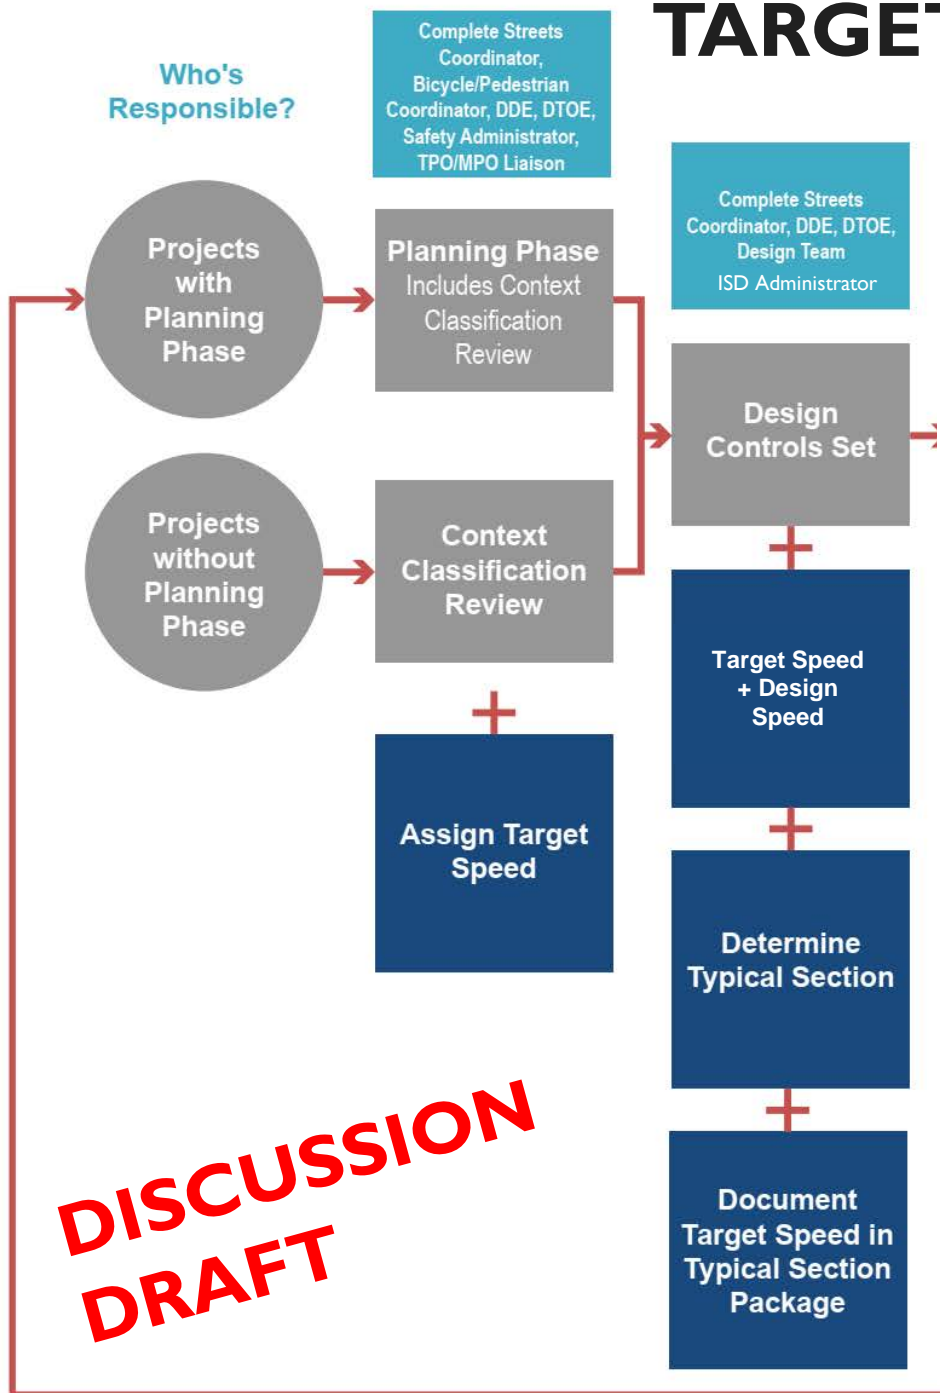 TARGET
Who's
Responsible?
Complete Streets
Coordinator,
Bicycle/Pedestrian
Coordinator, DDE, DTOE,
Safety Administrator,
TPO/MPO Liaison
Complete Streets
Coordinator, DDE, DTOE,
Design Team
ISD Administrator
Projects
with
Planning
Phase
Planning Phase
Includes Context
Classification
Review
Design
Controls Set
Projects
without
Planning
Phase
Context
Classification
Review
Target Speed
+ Design
Speed
Assign Target
Speed
Determine
Typical Section
Document
Target Speed in
Typical Section
Package
DISCUSSION
DRAFT